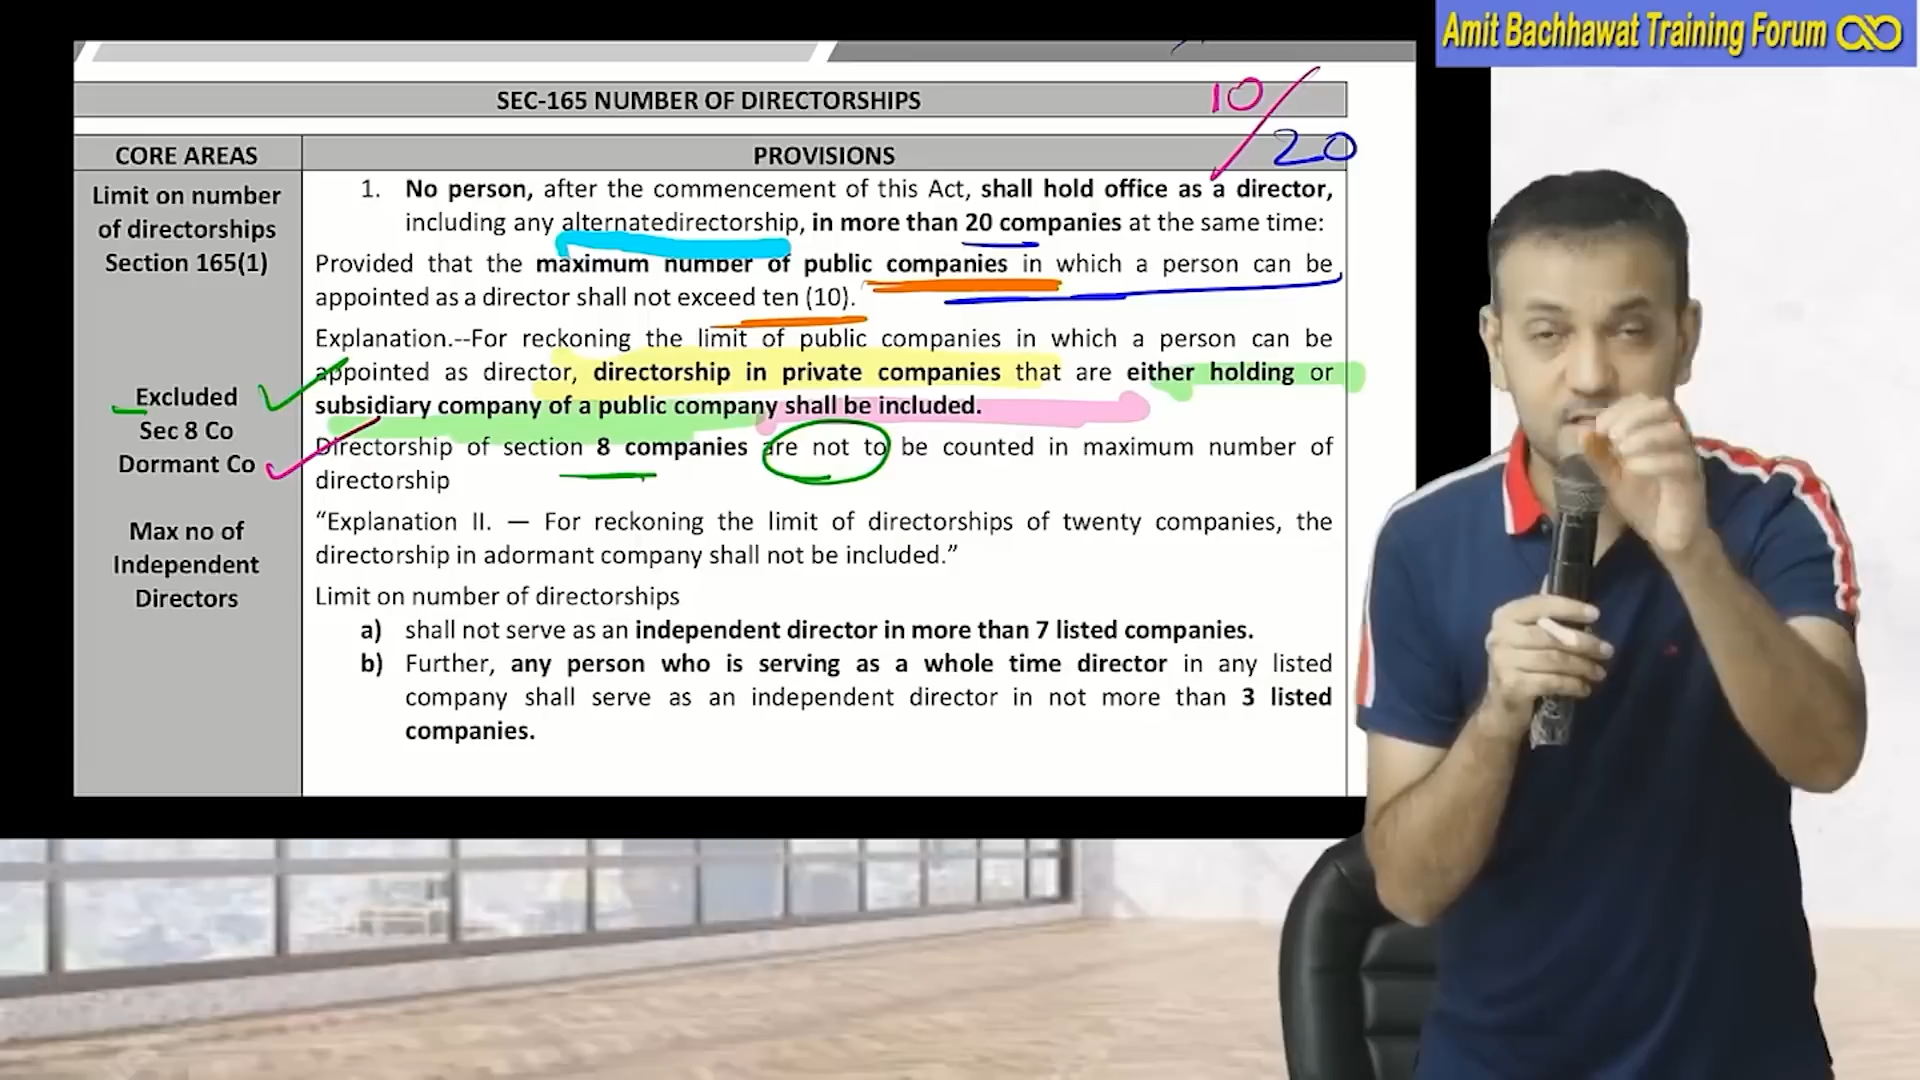 Amit Bachhawat Training Forum
SEC-165 NUMBER OF DIRECTORSHIPS
10
20
CORE AREAS
PROVISIONS
Limit on number
of directorships
Section 165(1)
Excluded
Sec 8 Co
Dormant Co
Max no of
Independent
Directors
1. No person, after the commencement of this Act, shall hold office as a director,
including any alternatedirectorship, in more than 20 companies at the same time:
Provided that the maximum number of public companies in which a person can be
appointed as a director shall not exceed ten (10).
Explanation.--For reckoning the limit of public companies in which a person can be
appointed as director, directorship in private companies that are either holding or
subsidiary company of a public company shall be included.
Directorship of section 8 companies are not to be counted in maximum number of
directorship
“Explanation II. — For reckoning the limit of directorships of twenty companies, the
directorship in adormant company shall not be included.”
Limit on number of directorships
a) shall not serve as an independent director in more than 7 listed companies.
b) Further, any person who is serving as a whole time director in any listed
company shall serve as an independent director in not more than 3 listed
companies.